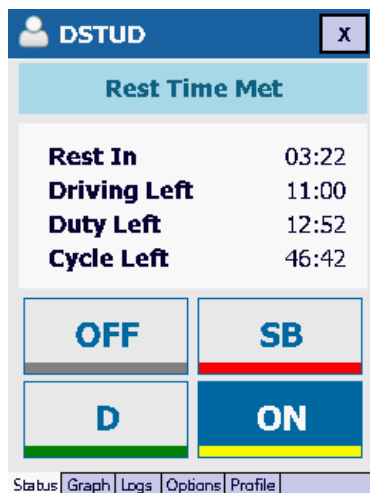 DSTUD X
Rest Time Met
Rest In 03:22
Driving Left 11:00
Duty Left 12:52
Cycle Left 46:42
OFF SB
D ON
Status Graph Logs Options Profile